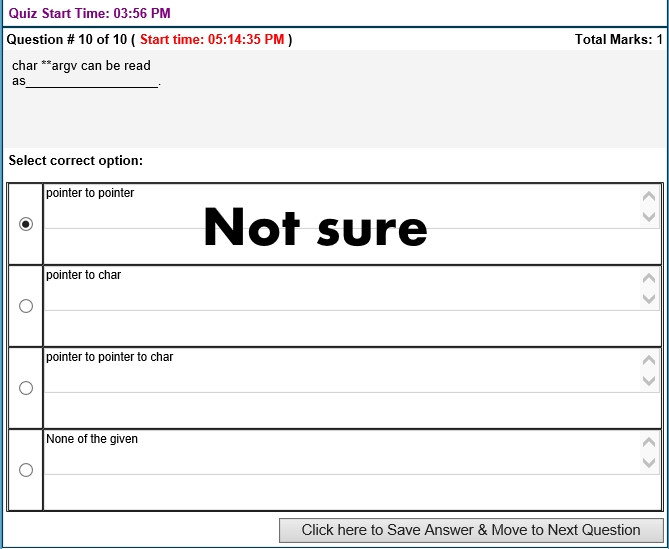 Quiz Start Time: 03:56 PM
Question # 10 of 10 ( Start time: 05:14:35 PM )    Total Marks: 1
char **argv can be read
as____________________.
Select correct option:
pointer to pointer
Not sure
pointer to char
pointer to pointer to char
None of the given
Click here to Save Answer & Move to Next Question